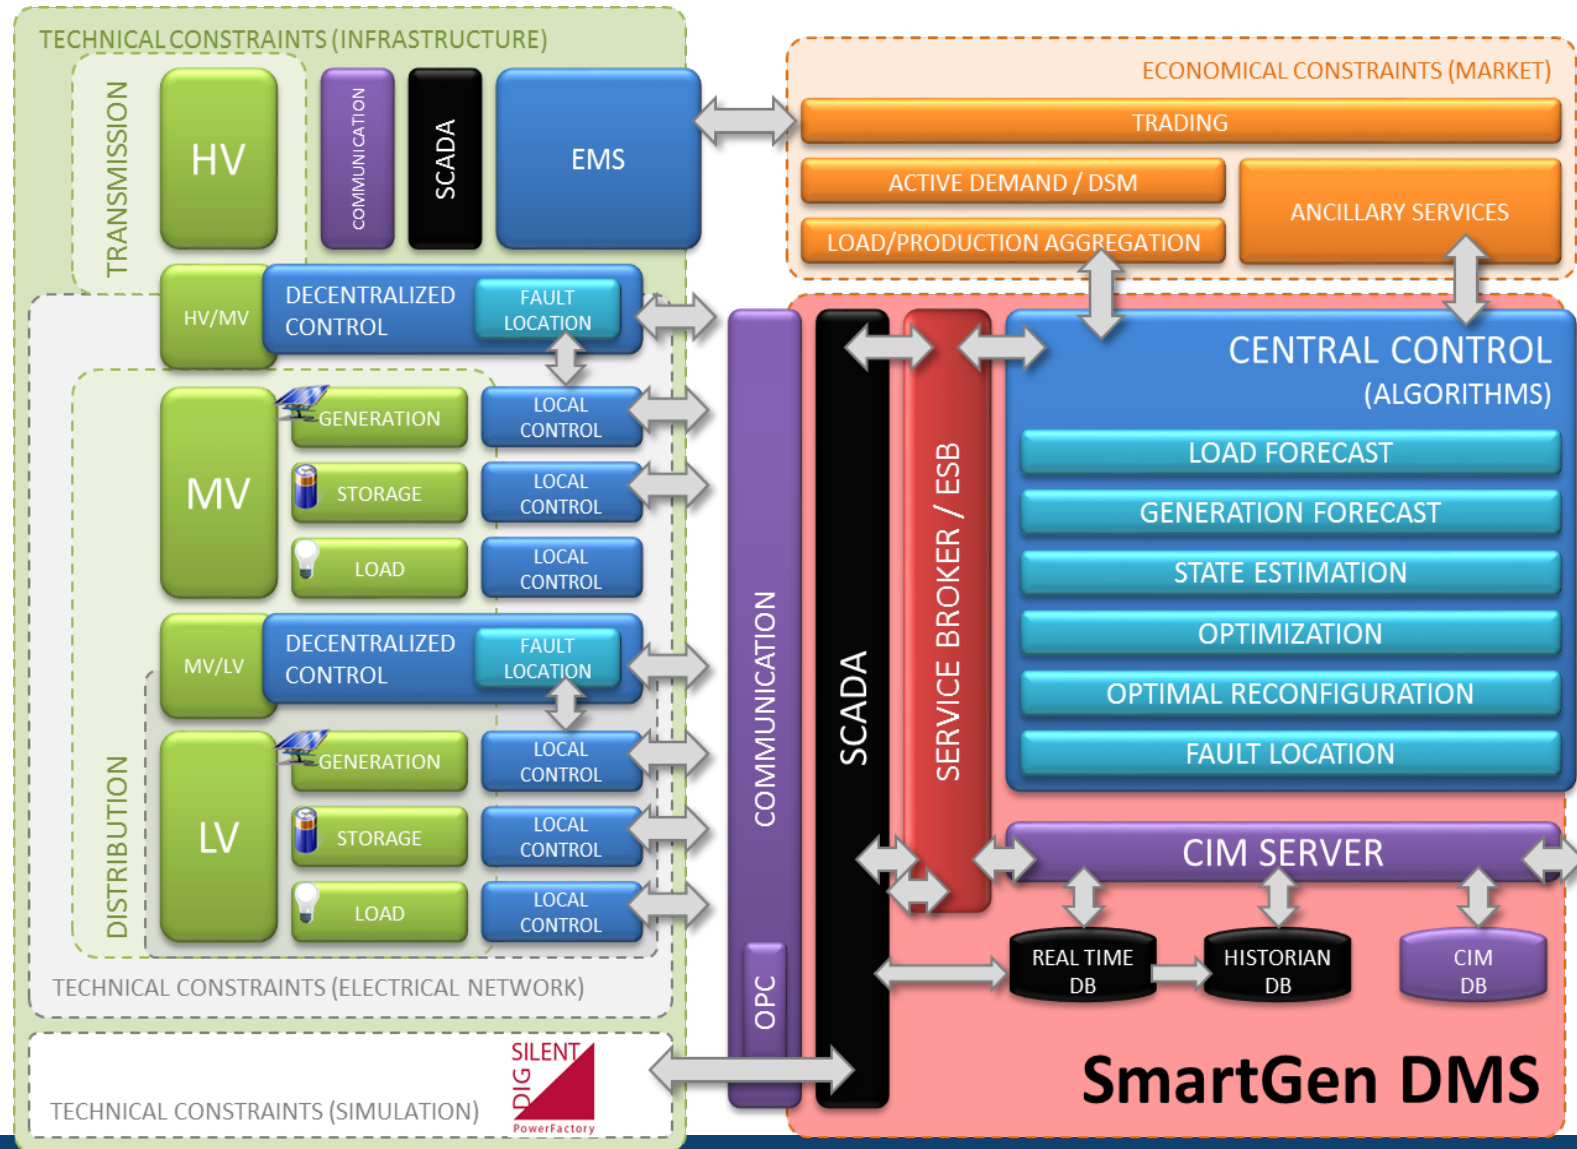 TECHNICAL CONSTRAINTS (INFRASTRUCTURE)
TRANSMISSION
HV
COMMUNICATION
SCADA
EMS
HV/MV
DECENTRALIZED
CONTROL
FAULT
LOCATION
MV
GENERATION
LOCAL
CONTROL
STORAGE
LOCAL
CONTROL
LOAD
LOCAL
CONTROL
MV/LV
DECENTRALIZED
CONTROL
FAULT
LOCATION
DISTRIBUTION
LV
GENERATION
LOCAL
CONTROL
STORAGE
LOCAL
CONTROL
LOAD
LOCAL
CONTROL
TECHNICAL CONSTRAINTS (ELECTRICAL NETWORK)
TECHNICAL CONSTRAINTS (SIMULATION)
DIG
SILENT
PowerFactory
ECONOMICAL CONSTRAINTS (MARKET)
TRADING
ACTIVE DEMAND / DSM
LOAD/PRODUCTION AGGREGATION
ANCILLARY SERVICES
COMMUNICATION
OPC
SCADA
SERVICE BROKER / ESB
CENTRAL CONTROL
(ALGORITHMS)
LOAD FORECAST
GENERATION FORECAST
STATE ESTIMATION
OPTIMIZATION
OPTIMAL RECONFIGURATION
FAULT LOCATION
CIM SERVER
REAL TIME
DB
HISTORIAN
DB
CIM
DB
SmartGen DMS